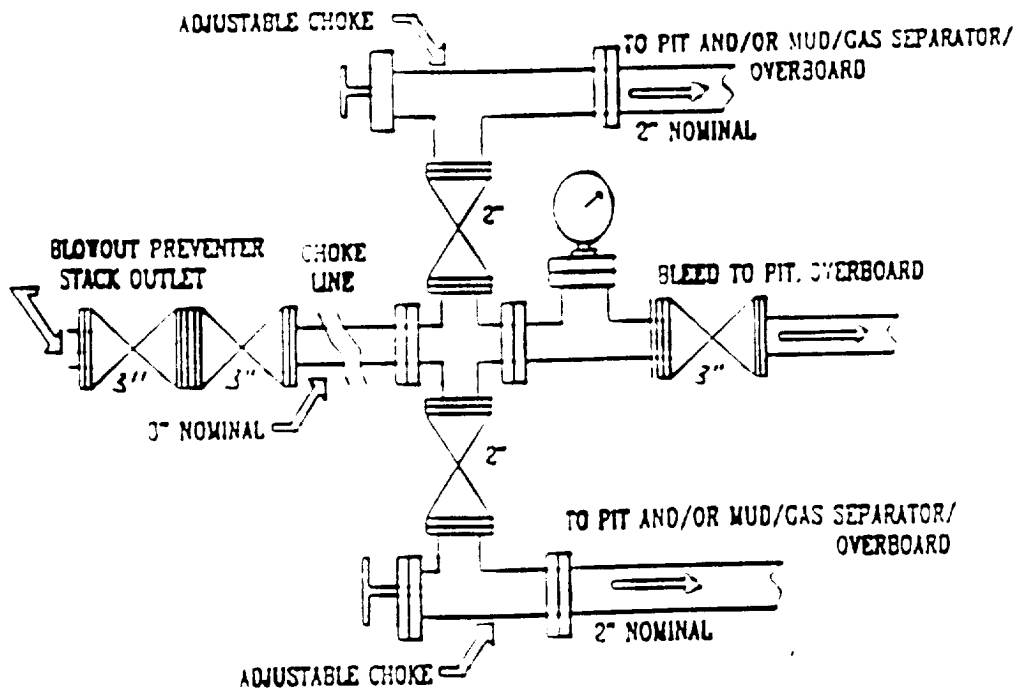 ADJUSTABLE CHOKE
TO PIT AND/OR MUD/GAS SEPARATOR/
OVERBOARD
2" NOMINAL
2"
BLOWOUT PREVENTER
STACK OUTLET
CHOKE
LINE
BLEED TO PIT, OVERBOARD
3"
3"
3"
3" NOMINAL
2"
TO PIT AND/OR MUD/GAS SEPARATOR/
OVERBOARD
2" NOMINAL
ADJUSTABLE CHOKE